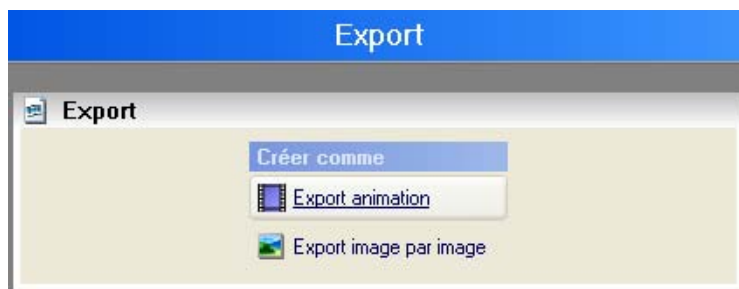 Export
Export
Créer comme
Export animation
Export image par image